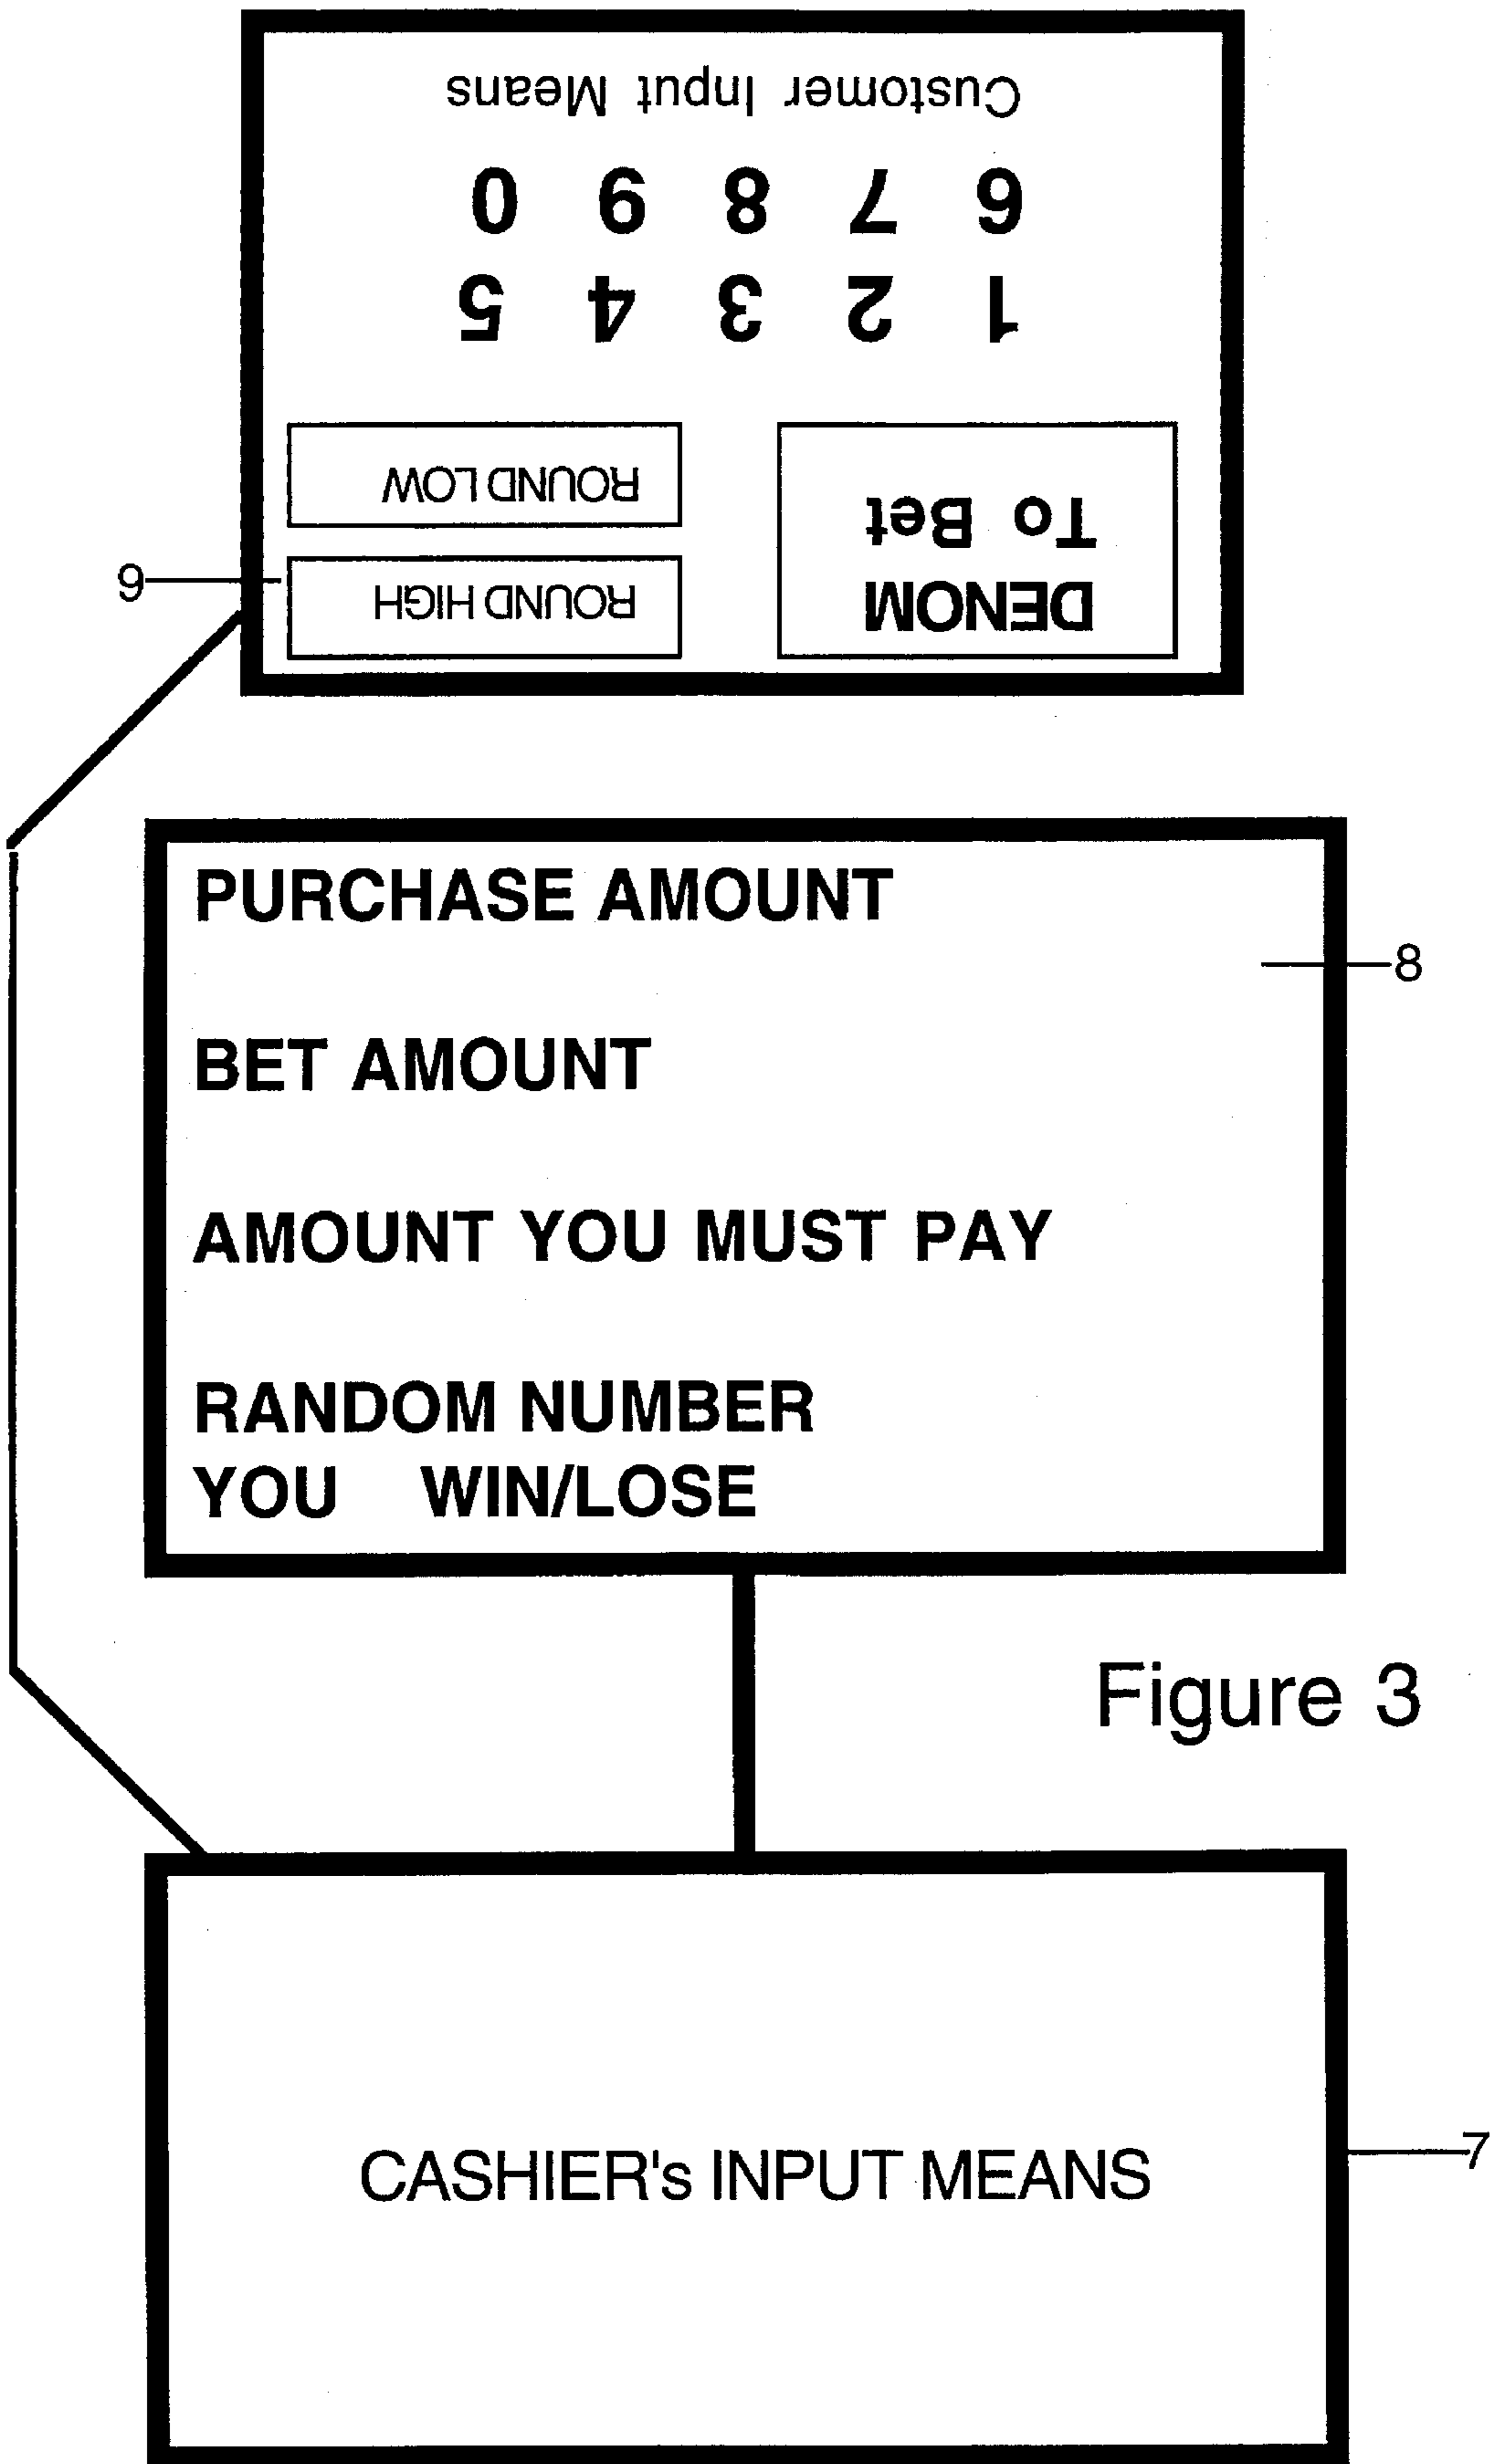 DENOM
To Bet
ROUND HIGH
ROUND LOW
1 2 3 4 5
6 7 8 9 0
Customer Input Means
9
PURCHASE AMOUNT
8
BET AMOUNT
AMOUNT YOU MUST PAY
RANDOM NUMBER
YOU WIN/LOSE
Figure 3
CASHIER's INPUT MEANS
7